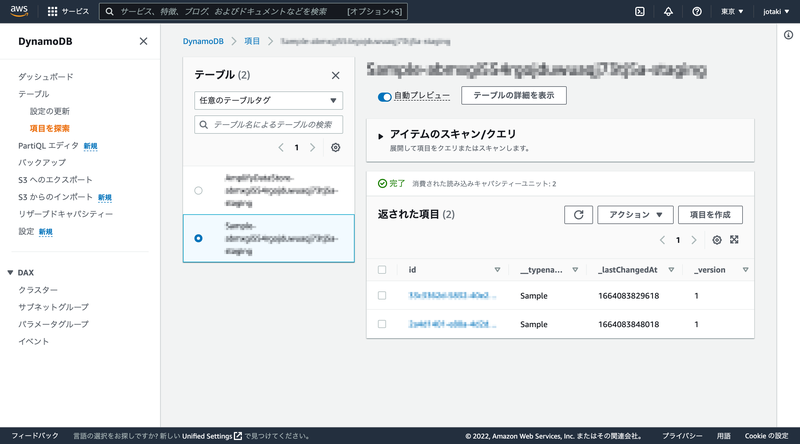 aws
サービス
サービス、特徴、ブログ、およびドキュメントなどを検索
[オプション+S]
東京
jotaki
DynamoDB
ダッシュボード
テーブル
設定の更新
項目を探索
PartiQL エディタ 新規
バックアップ
S3 へのエクスポート
S3 からのインポート 新規
リザーブドキャパシティー
設定 新規
DAX
クラスター
サブネットグループ
パラメータグループ
イベント
DynamoDB
項目
テーブル (2)
任意のテーブルタグ
テーブル名によるテーブルの検索
1
自動プレビュー
テーブルの詳細を表示
アイテムのスキャン/クエリ
展開して項目をクエリまたはスキャンします。
完了 消費された読み込みキャパシティーユニット: 2
返された項目 (2)
アクション
項目を作成
1
id __typena... _lastChangedAt _version
Sample 1664083829618 1
Sample 1664083848018 1
フィードバック
言語の選択をお探しですか? 新しい Unified Settings で見つけてください。
© 2022, Amazon Web Services, Inc. またはその関連会社。
プライバシー
用語
Cookie の設定